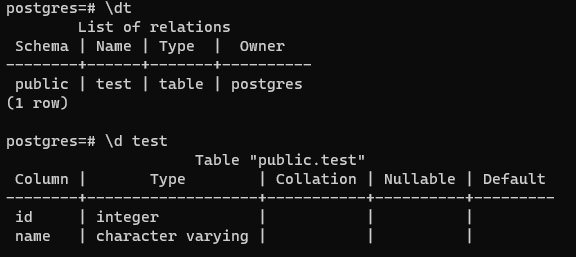 postgres=# \dt
        List of relations
 Schema | Name | Type  |  Owner
--------+------+-------+----------
 public | test | table | postgres
(1 row)

postgres=# \d test
                     Table "public.test"
 Column |       Type        | Collation | Nullable | Default
--------+-------------------+-----------+----------+---------
 id     | integer           |           |          |
 name   | character varying |           |          |